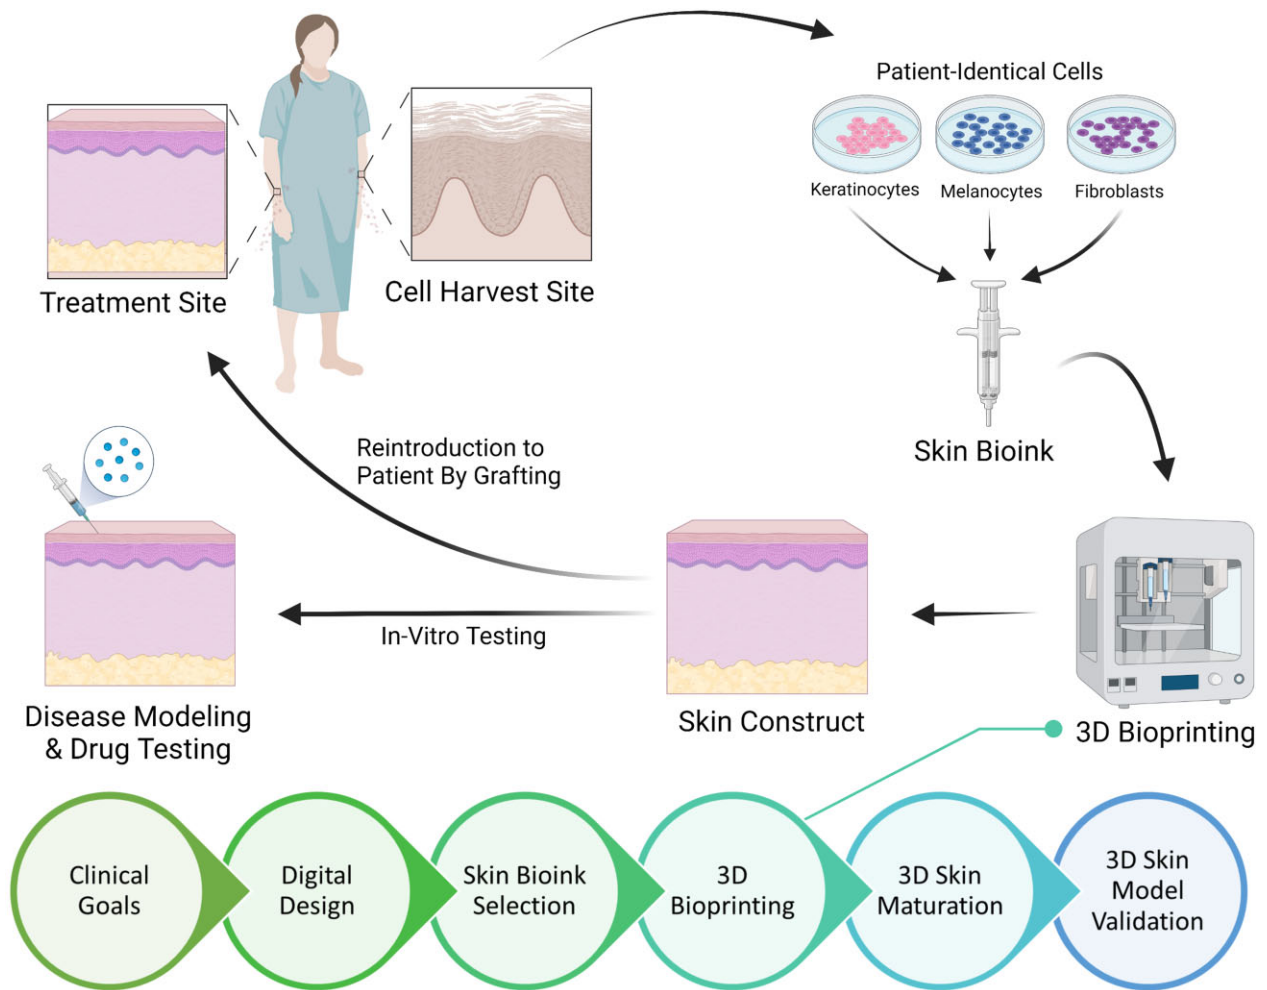 Patient-Identical Cells
Keratinocytes
Melanocytes
Fibroblasts
Treatment Site
Cell Harvest Site
Skin Bioink
Reintroduction to
Patient By Grafting
In-Vitro Testing
Disease Modeling
& Drug Testing
Skin Construct
3D Bioprinting
Clinical
Goals
Digital
Design
Skin Bioink
Selection
3D
Bioprinting
3D Skin
Maturation
3D Skin
Model
Validation